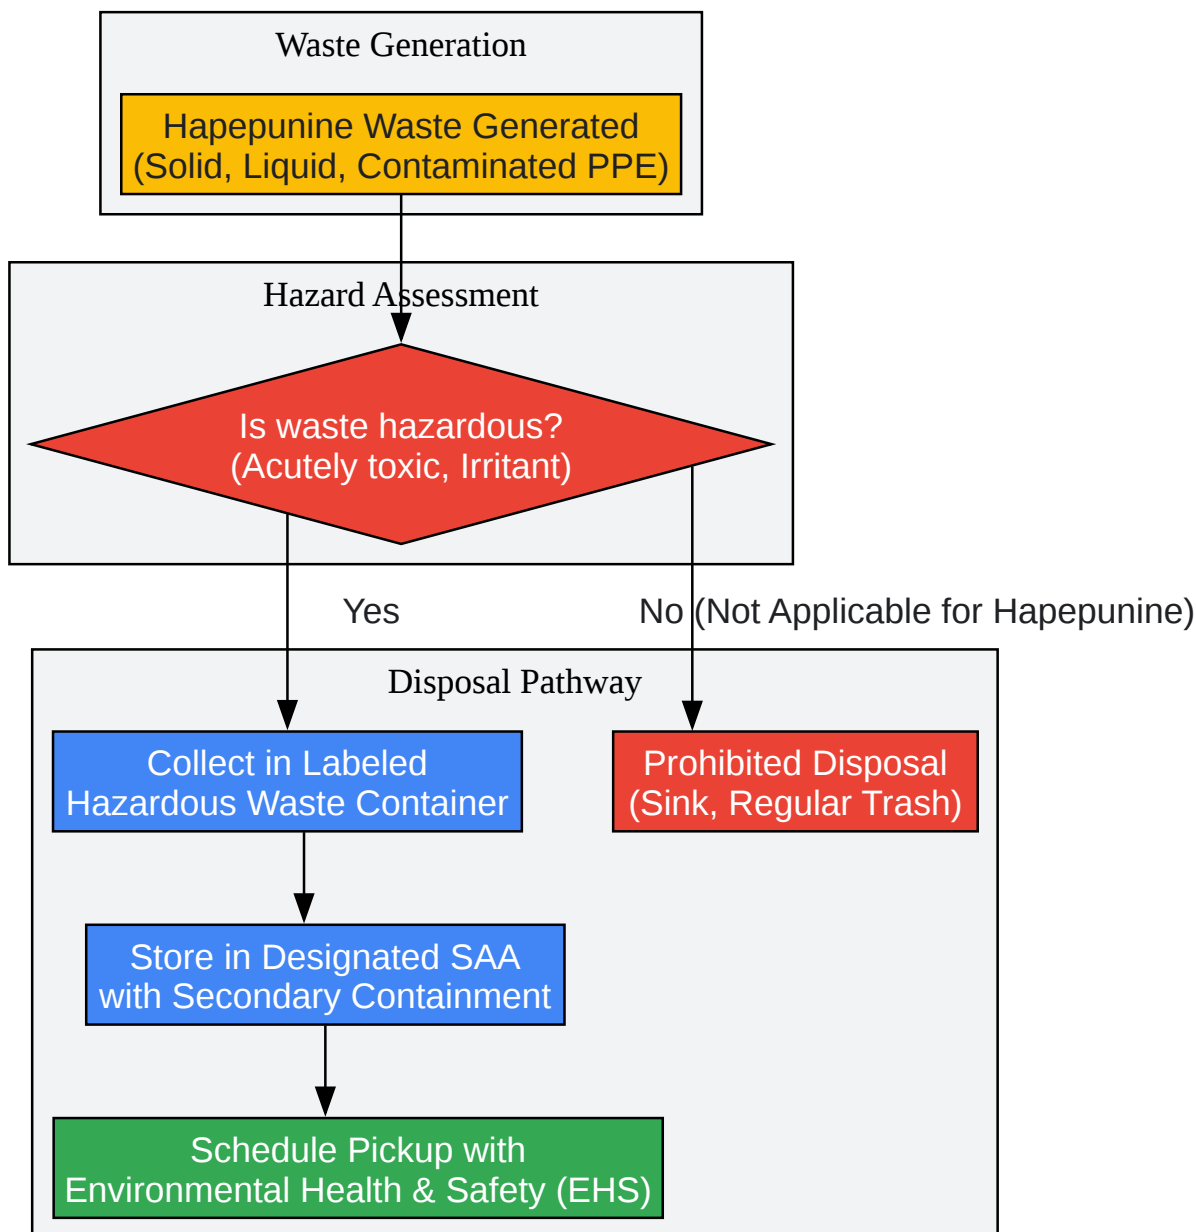 Waste Generation
Hapepunine Waste Generated
(Solid, Liquid, Contaminated PPE)
Hazard Assessment
Is waste hazardous?
(Acutely toxic, Irritant)
Yes
No (Not Applicable for Hapepunine)
Disposal Pathway
Collect in Labeled
Hazardous Waste Container
Prohibited Disposal
(Sink, Regular Trash)
Store in Designated SAA
with Secondary Containment
Schedule Pickup with
Environmental Health & Safety (EHS)